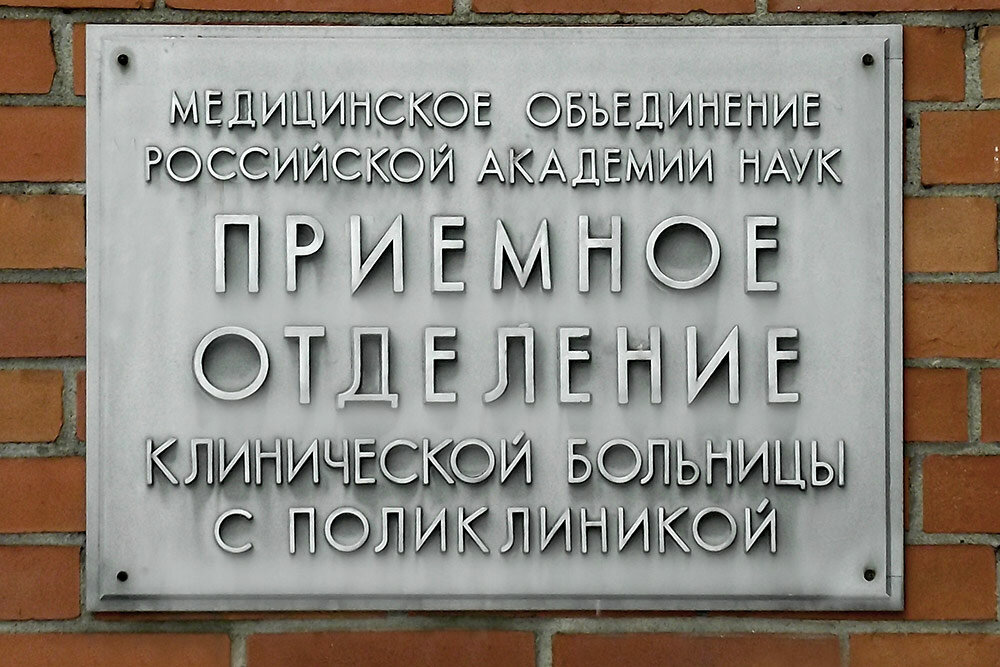 МЕДИЦИНСКОЕ ОБЪЕДИНЕНИЕ
РОССИЙСКОЙ АКАДЕМИИ НАУК
ПРИЕМНОЕ
ОТДЕЛЕНИЕ
КЛИНИЧЕСКОЙ БОЛЬНИЦЫ
С ПОЛИКЛИНИКОЙ